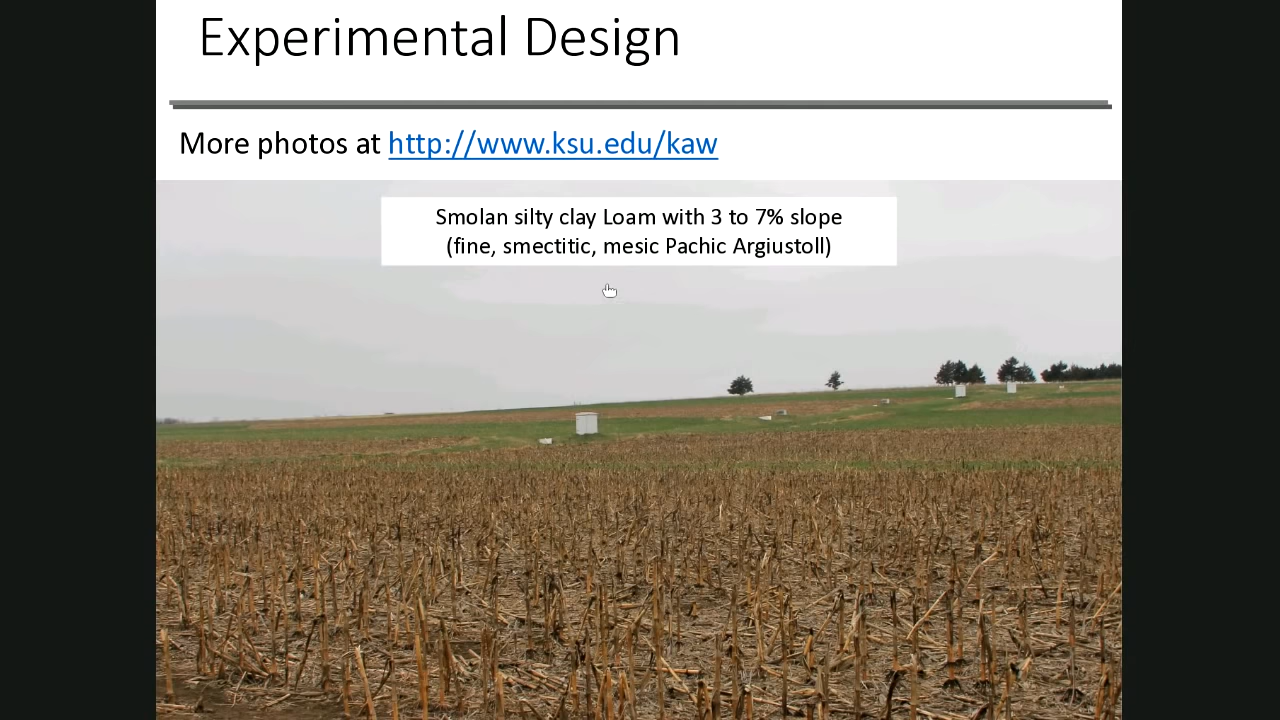 Experimental Design
More photos at http://www.ksu.edu/kaw
Smolan silty clay Loam with 3 to 7% slope
(fine, smectitic, mesic Pachic Argiustoll)